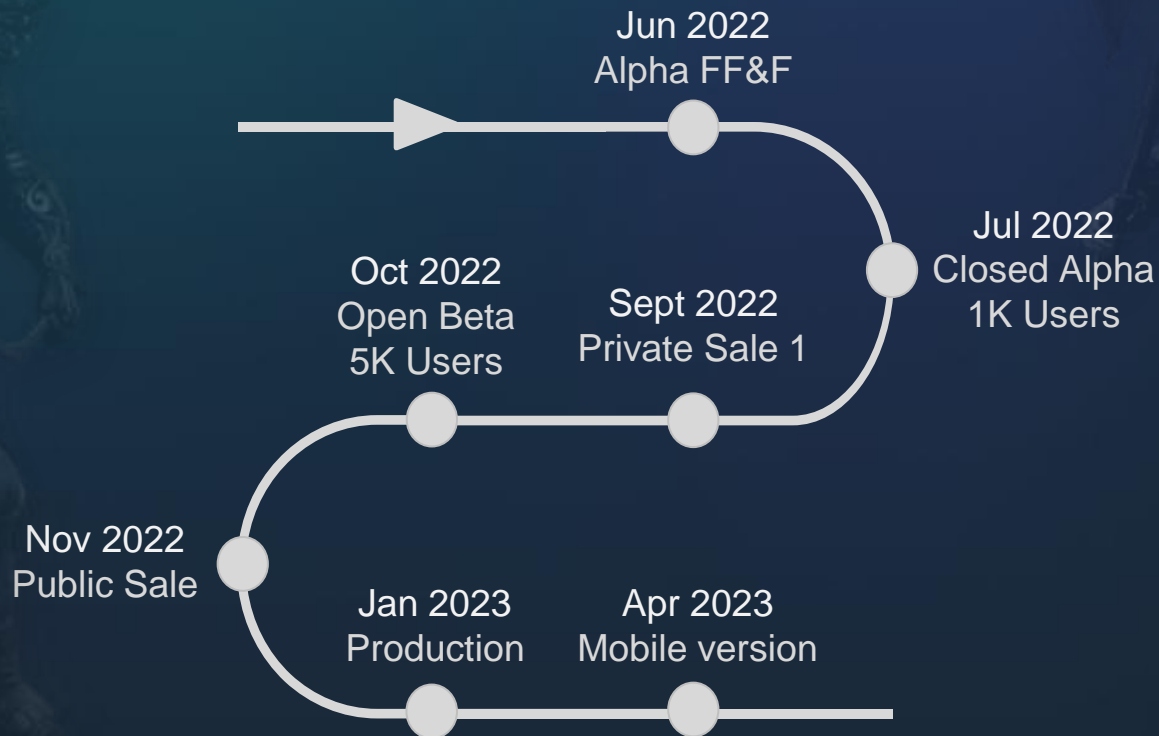 Jun 2022
Alpha FF&F
Jul 2022
Closed Alpha
1K Users
Sept 2022
Private Sale 1
Oct 2022
Open Beta
5K Users
Nov 2022
Public Sale
Jan 2023
Production
Apr 2023
Mobile version